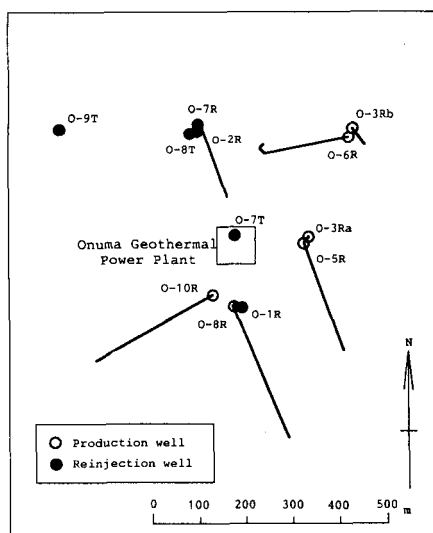 O-7R
O-3Rb
O-9T
O-8T
O-2R
O-6R
O-7T
O-3Ra
Onuma Geothermal
Power Plant
O-5R
O-10R
O-8R
O-1R
N
Production well
Reinjection well
0 100 200 300 400 500
m